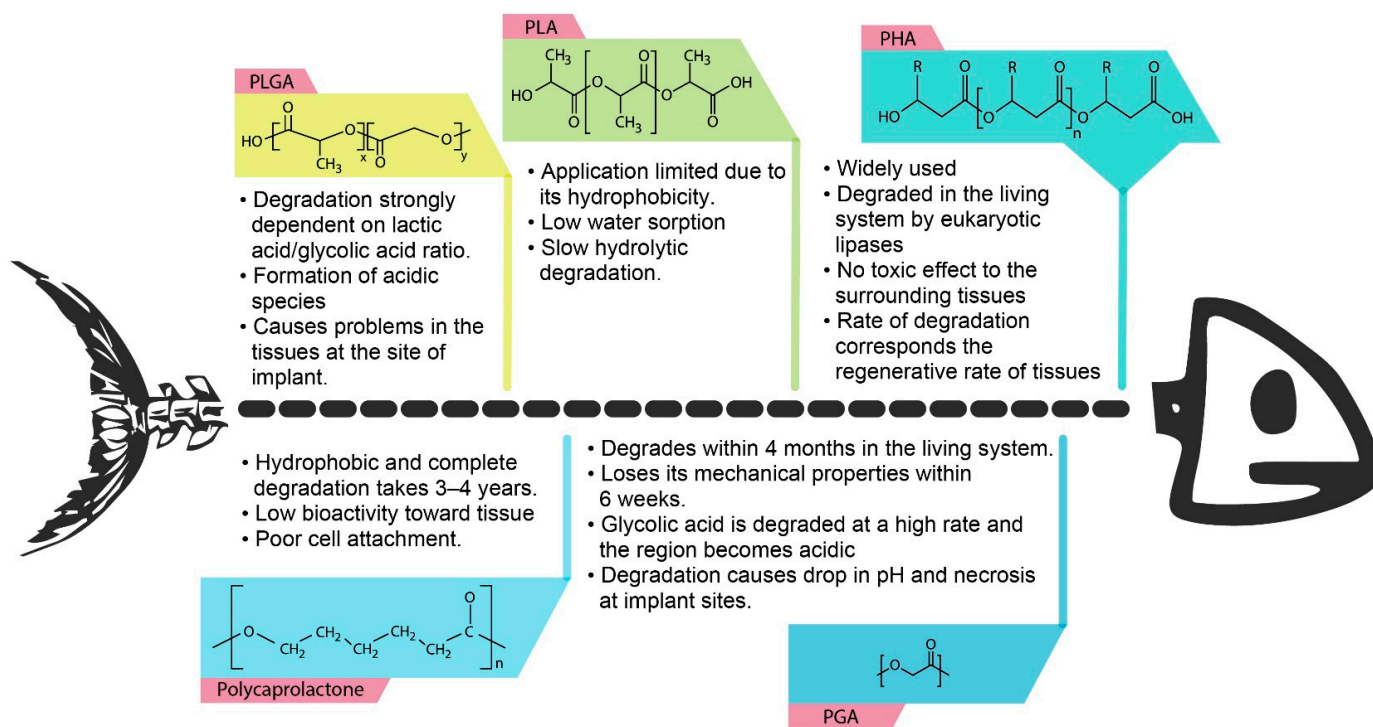 PLGA
HO
O
O
CH3
x
O
O
y
• Degradation strongly
dependent on lactic
acid/glycolic acid ratio.
• Formation of acidic
species
• Causes problems in the
tissues at the site of
implant.
PLA
CH3
O
CH3
HO
O
O
OH
O
CH3
O
• Application limited due to
its hydrophobicity.
• Low water sorption
• Slow hydrolytic
degradation.
PHA
R
O
R
O
R
O
HO
O
O
OH
n
• Widely used
• Degraded in the living
system by eukaryotic
lipases
• No toxic effect to the
surrounding tissues
• Rate of degradation
corresponds the
regenerative rate of tissues
• Hydrophobic and complete
degradation takes 3–4 years.
• Low bioactivity toward tissue
• Poor cell attachment.
O
O
CH2
CH2
CH2
CH2
C
n
Polycaprolactone
• Degrades within 4 months in the living system.
• Loses its mechanical properties within
6 weeks.
• Glycolic acid is degraded at a high rate and
the region becomes acidic
• Degradation causes drop in pH and necrosis
at implant sites.
O
O
PGA